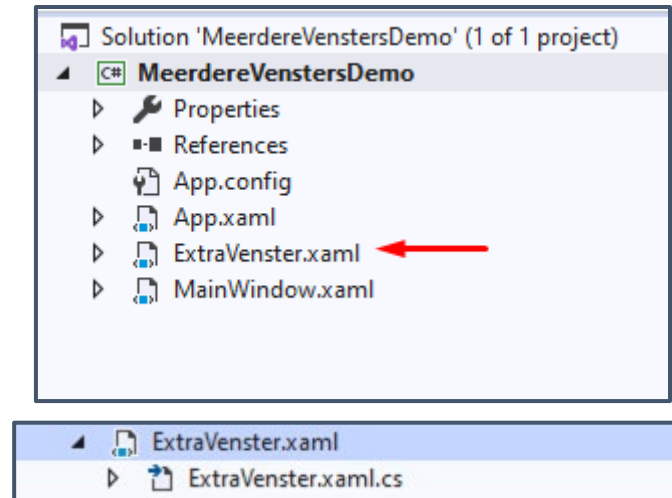 Solution 'MeerdereVenstersDemo' (1 of 1 project)
C# MeerdereVenstersDemo
Properties
References
App.config
App.xaml
ExtraVenster.xaml
MainWindow.xaml
ExtraVenster.xaml
ExtraVenster.xaml.cs